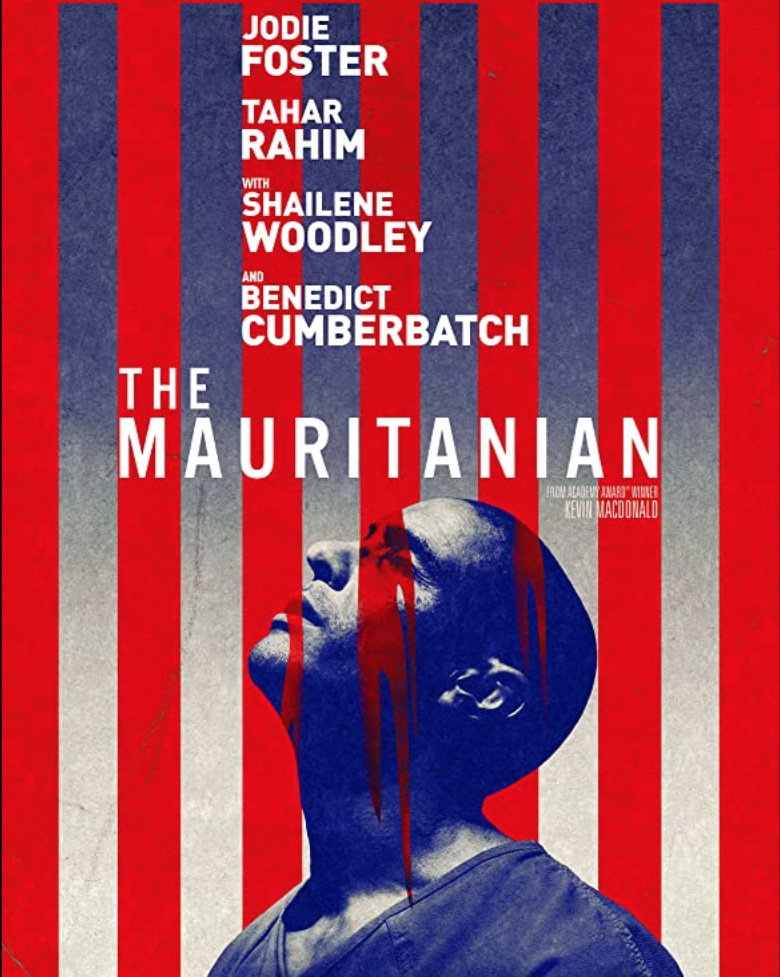 JODIE
FOSTER
TAHAR
RAHIM
WITH
SHAILENE
WOODLEY
AND
BENEDICT
CUMBERBATCH
THE
MAURITANIAN
FROM ACADEMY AWARD® WINNER
KEVIN MACDONALD